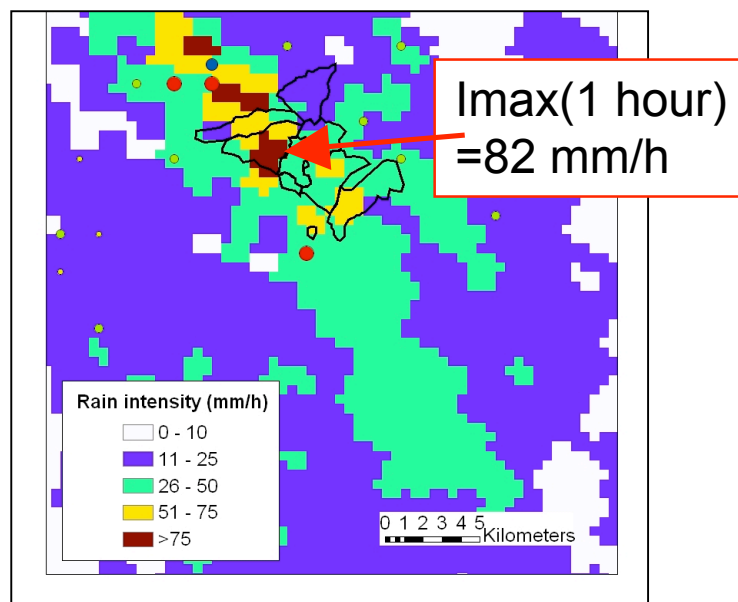 Imax(1 hour)
=82 mm/h
Rain intensity (mm/h)
0 - 10
11 - 25
26 - 50
51 - 75
>75
0 1 2 3 4 5
Kilometers